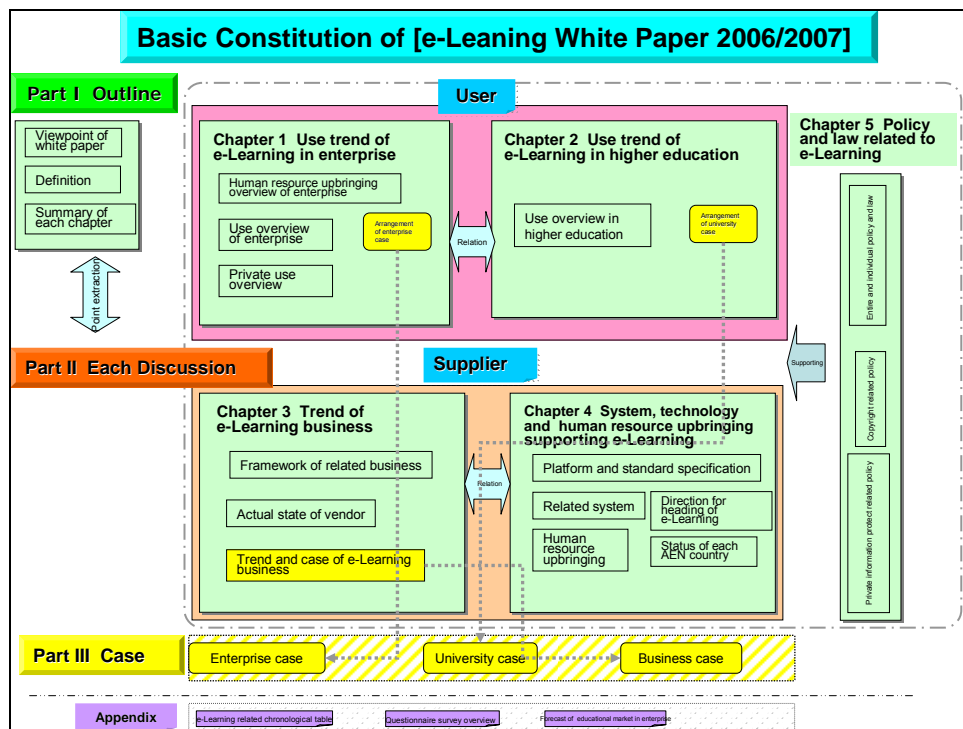 Basic Constitution of [e-Leaning White Paper 2006/2007]
Part I Outline
User
Viewpoint of
white paper
Definition
Summary of
each chapter
Point extraction
Chapter 1 Use trend of
e-Learning in enterprise
Human resource upbringing
overview of enterprise
Use overview
of enterprise
Private use
overview
Arrangement
of enterprise
case
Relation
Chapter 2 Use trend of
e-Learning in higher education
Use overview in
higher education
Arrangement
of university
case
Chapter 5 Policy
and law related to
e-Learning
Entire and individual policy and law
Copyright related policy
Private information protect related policy
Supporting
Part II Each Discussion
Supplier
Chapter 3 Trend of
e-Learning business
Framework of related business
Actual state of vendor
Trend and case of e-Learning
business
Relation
Chapter 4 System, technology
and human resource upbringing
supporting e-Learning
Platform and standard specification
Related system
Direction for
heading of
e-Learning
Human
resource
upbringing
Status of each
AEN country
Part III Case
Enterprise case
University case
Business case
Appendix
e-Learning related chronological table
Questionnaire survey overview
Forecast of educational market in enterprise